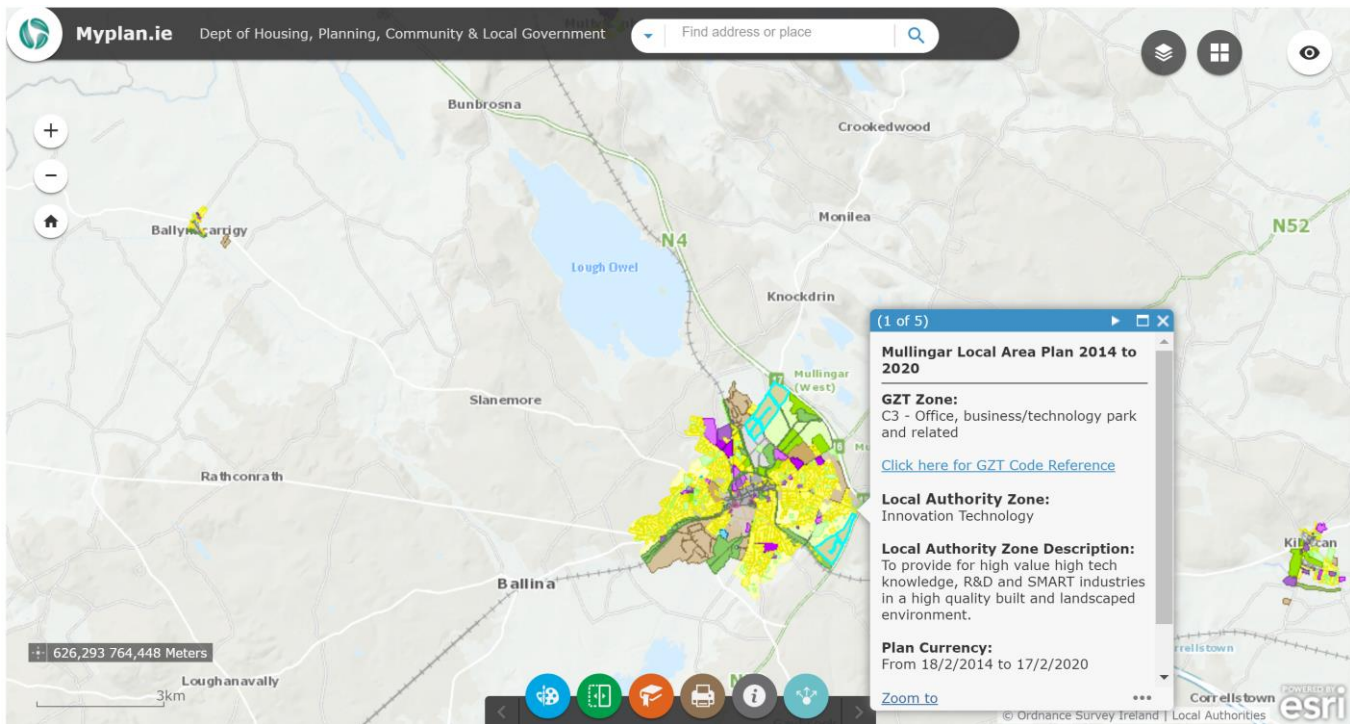 Myplan.ie
Dept of Housing, Planning, Community & Local Government
Find address or place
Bunbrosna
Crookedwood
Monilea
N52
N4
Lough Owel
Knockdrin
Mullingar
(West)
Slanemore
Rathconrath
Ballina
Loughanavally
(1 of 5)
Mullingar Local Area Plan 2014 to
2020
GZT Zone:
C3 - Office, business/technology park
and related
Click here for GZT Code Reference
Local Authority Zone:
Innovation Technology
Local Authority Zone Description:
To provide for high value high tech
knowledge, R&D and SMART industries
in a high quality built and landscaped
environment.
Plan Currency:
From 18/2/2014 to 17/2/2020
Zoom to
626,293 764,448 Meters
3km
Correllstown
© Ordnance Survey Ireland | Local Authorities
POWERED BY
esri